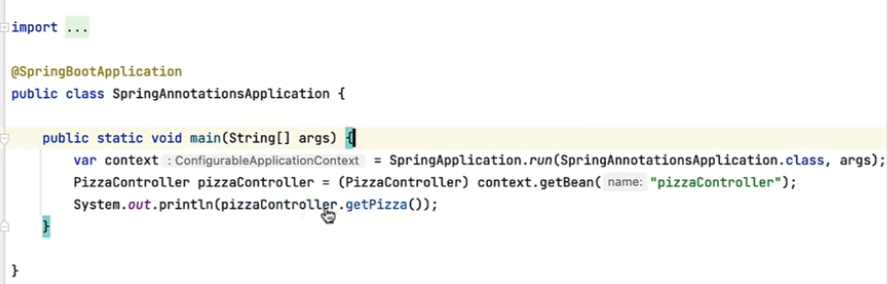 import ...
@SpringBootApplication
public class SpringAnnotationsApplication {
public static void main(String[] args) {
var context : ConfigurableApplicationContext = SpringApplication.run(SpringAnnotationsApplication.class, args);
PizzaController pizzaController = (PizzaController) context.getBean( name: "pizzaController");
System.out.println(pizzaController.getPizza());
}
}